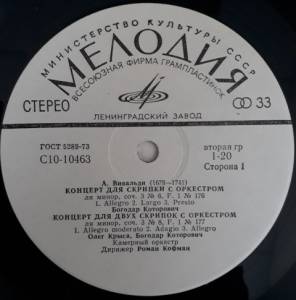 МИНИСТЕРСТВО КУЛЬТУРЫ СССР
МЕЛОДИЯ
ВСЕСОЮЗНАЯ ФИРМА ГРАМПЛАСТИНОК
СТЕРЕО
33
ЛЕНИНГРАДСКИЙ ЗАВОД
ГОСТ 5289-73
С10-10463
вторая гр
1-20
Сторона 1
А. Вивальди (1678—1741)
КОНЦЕРТ ДЛЯ СКРИПКИ С ОРКЕСТРОМ
ля минор, соч. 3 № 6, F. 1 № 176
1. Allegro 2. Largo 3. Presto
Богодар Которович
КОНЦЕРТ ДЛЯ ДВУХ СКРИПОК С ОРКЕСТРОМ
ля минор, соч. 3 № 8, F. 1 № 177
1. Allegro moderato 2. Adagio 3. Allegro
Олег Крыса, Богодар Которович
Камерный оркестр
Дирижер Роман Кофман